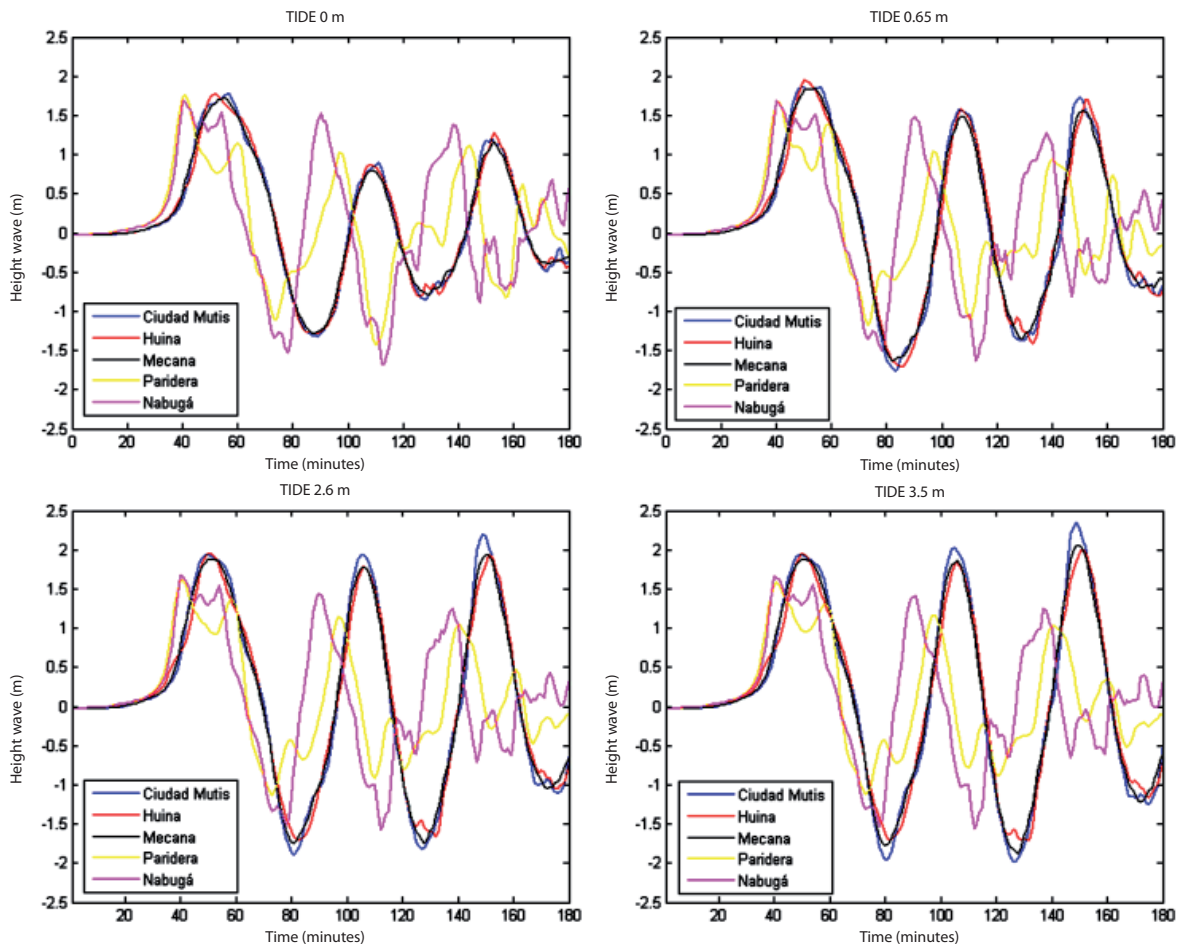 TIDE 0 m
2.5
2
1.5
1
0.5
0
-0.5
-1
-1.5
-2
-2.5
Height wave (m)
Ciudad Mutis
Huina
Mecana
Paridera
Nabugá
0 20 40 60 80 100 120 140 160 180
Time (minutes)
TIDE 0.65 m
2.5
2
1.5
1
0.5
0
-0.5
-1
-1.5
-2
-2.5
Height wave (m)
Ciudad Mutis
Huina
Mecana
Paridera
Nabugá
0 20 40 60 80 100 120 140 160 180
Time (minutes)
TIDE 2.6 m
2.5
2
1.5
1
0.5
0
-0.5
-1
-1.5
-2
-2.5
Height wave (m)
Ciudad Mutis
Huina
Mecana
Paridera
Nabugá
20 40 60 80 100 120 140 160 180
Time (minutes)
TIDE 3.5 m
2.5
2
1.5
1
0.5
0
-0.5
-1
-1.5
-2
-2.5
Height wave (m)
Ciudad Mutis
Huina
Mecana
Paridera
Nabugá
20 40 60 80 100 120 140 160 180
Time (minutes)